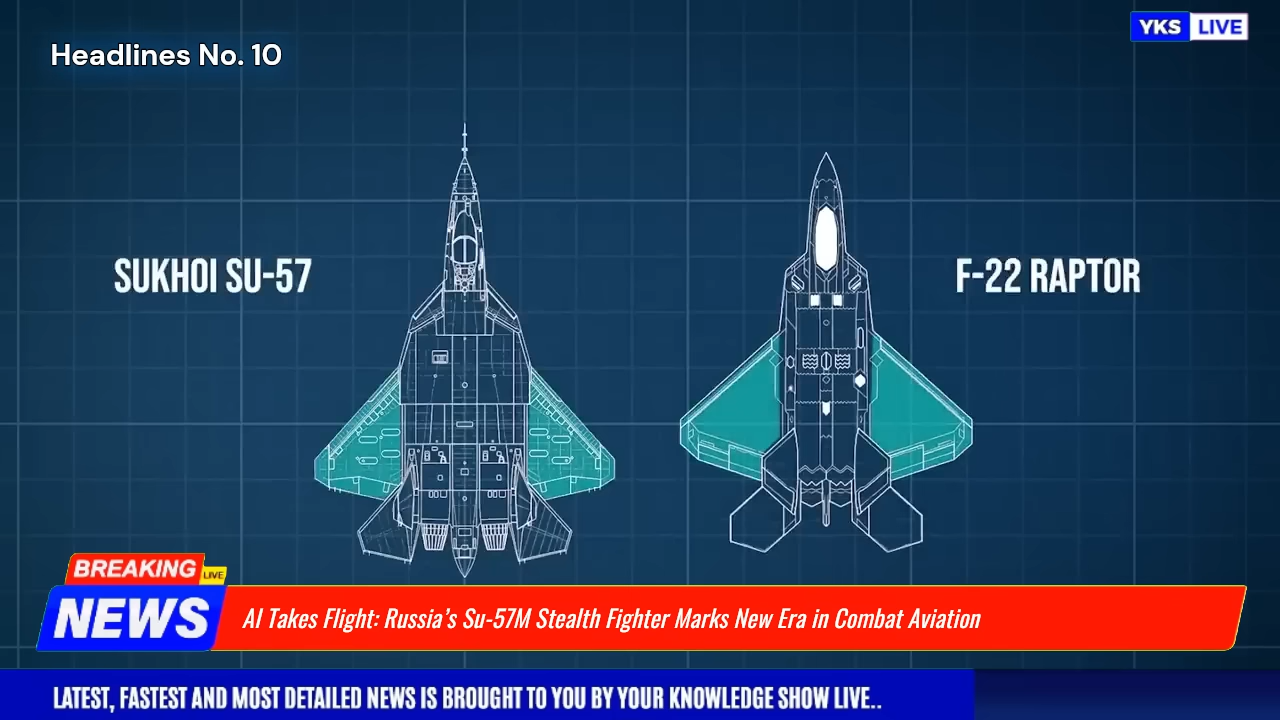 Headlines No. 10
YKS LIVE
SUKHOI SU-57
F-22 RAPTOR
BREAKING
LIVE
NEWS
AI Takes Flight: Russia’s Su-57M Stealth Fighter Marks New Era in Combat Aviation
LATEST, FASTEST AND MOST DETAILED NEWS IS BROUGHT TO YOU BY YOUR KNOWLEDGE SHOW LIVE..